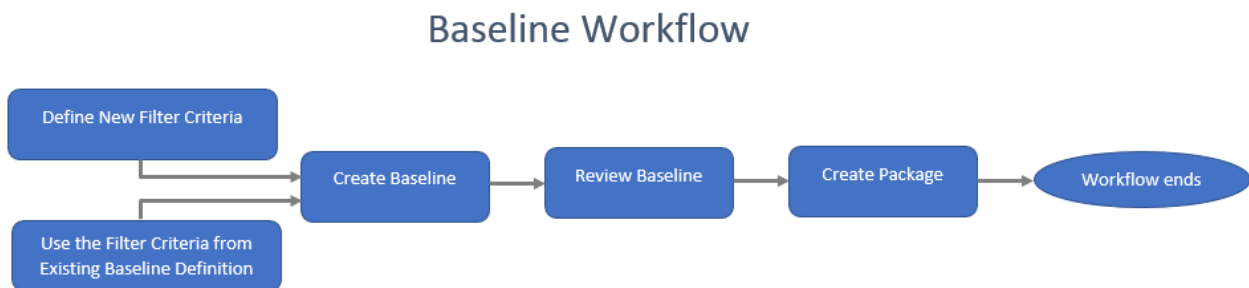 Baseline Workflow
Define New Filter Criteria
Use the Filter Criteria from
Existing Baseline Definition
Create Baseline
Review Baseline
Create Package
Workflow ends